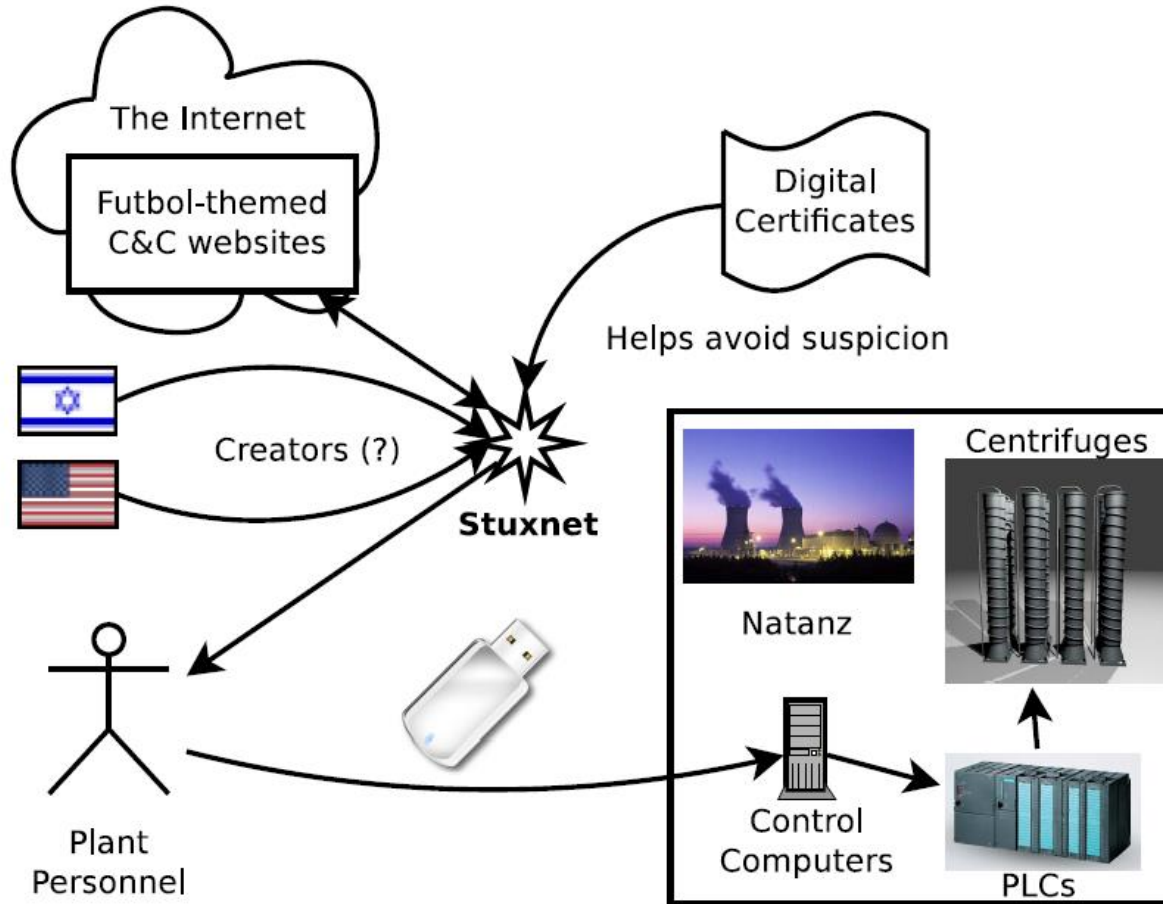 The Internet
Futbol-themed
C&C websites
Digital
Certificates
Helps avoid suspicion
Creators (?)
Stuxnet
Centrifuges
Natanz
Plant
Personnel
Control
Computers
PLCs